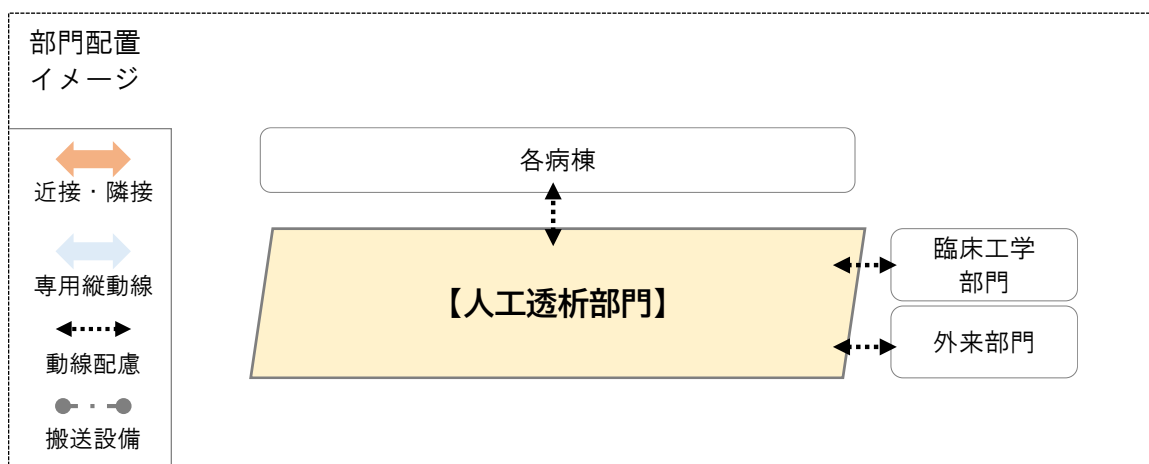 部門配置
イメージ
近接・隣接
専用縦動線
動線配慮
搬送設備
各病棟
【人工透析部門】
臨床工学
部門
外来部門